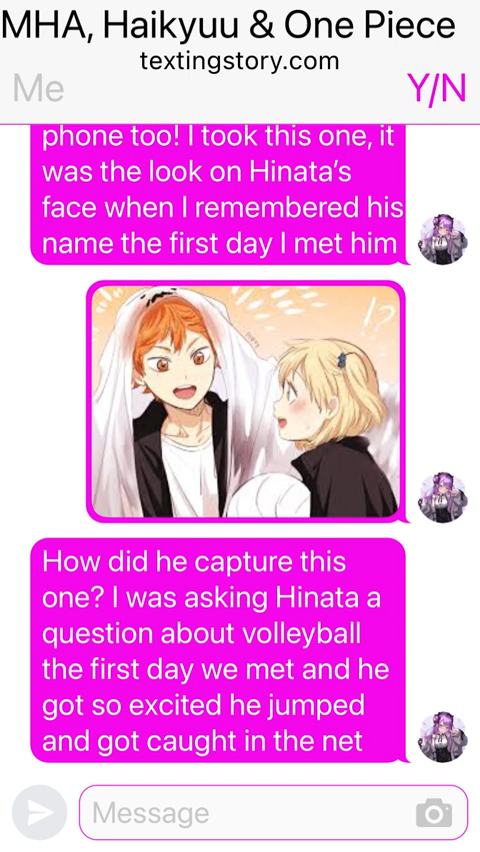 MHA, Haikyuu & One Piece
textingstory.com
Me
Y/N
phone too! I took this one, it
was the look on Hinata’s
face when I remembered his
name the first day I met him
!?
How did he capture this
one? I was asking Hinata a
question about volleyball
the first day we met and he
got so excited he jumped
and got caught in the net
Message